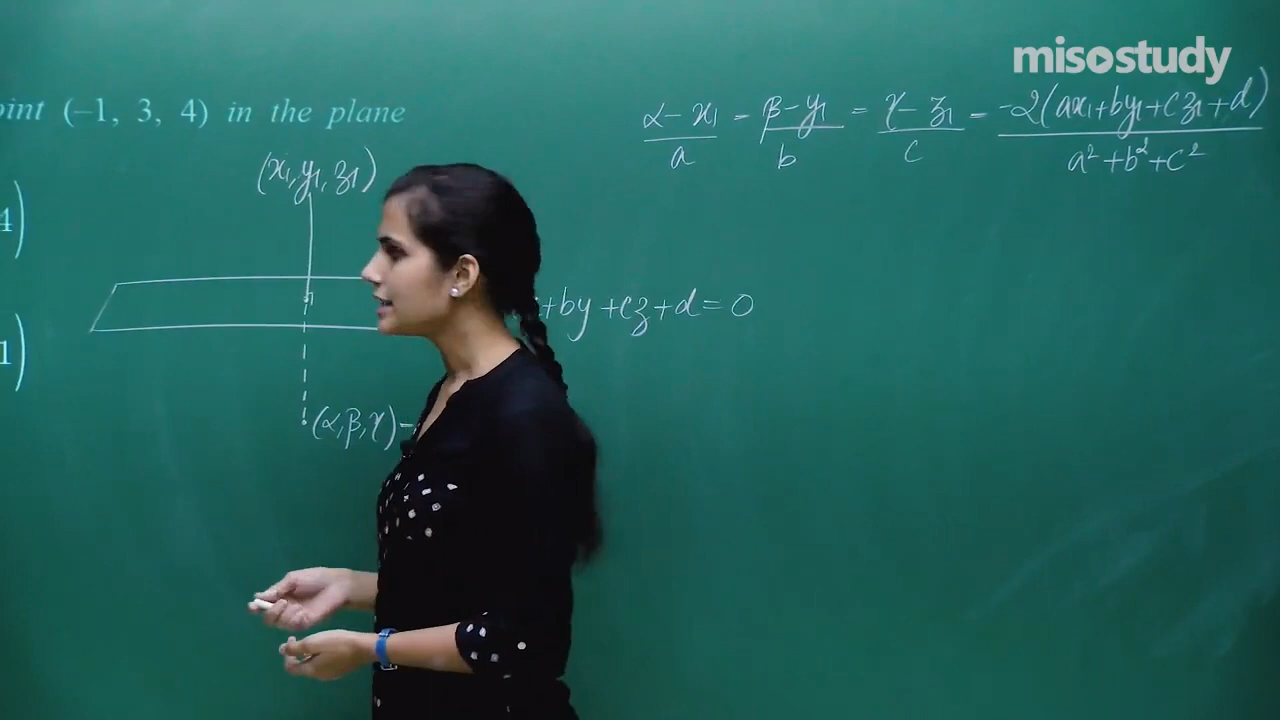 misostudy
(–1, 3, 4) in the plane
α-x₁/a = β-y₁/b = γ-z₁/c = -2(ax₁+by₁+cz₁+d)/a²+b²+c²
(x₁,y₁,z₁)
4)
+by+cz+d=0
1)
(α,β,γ)-